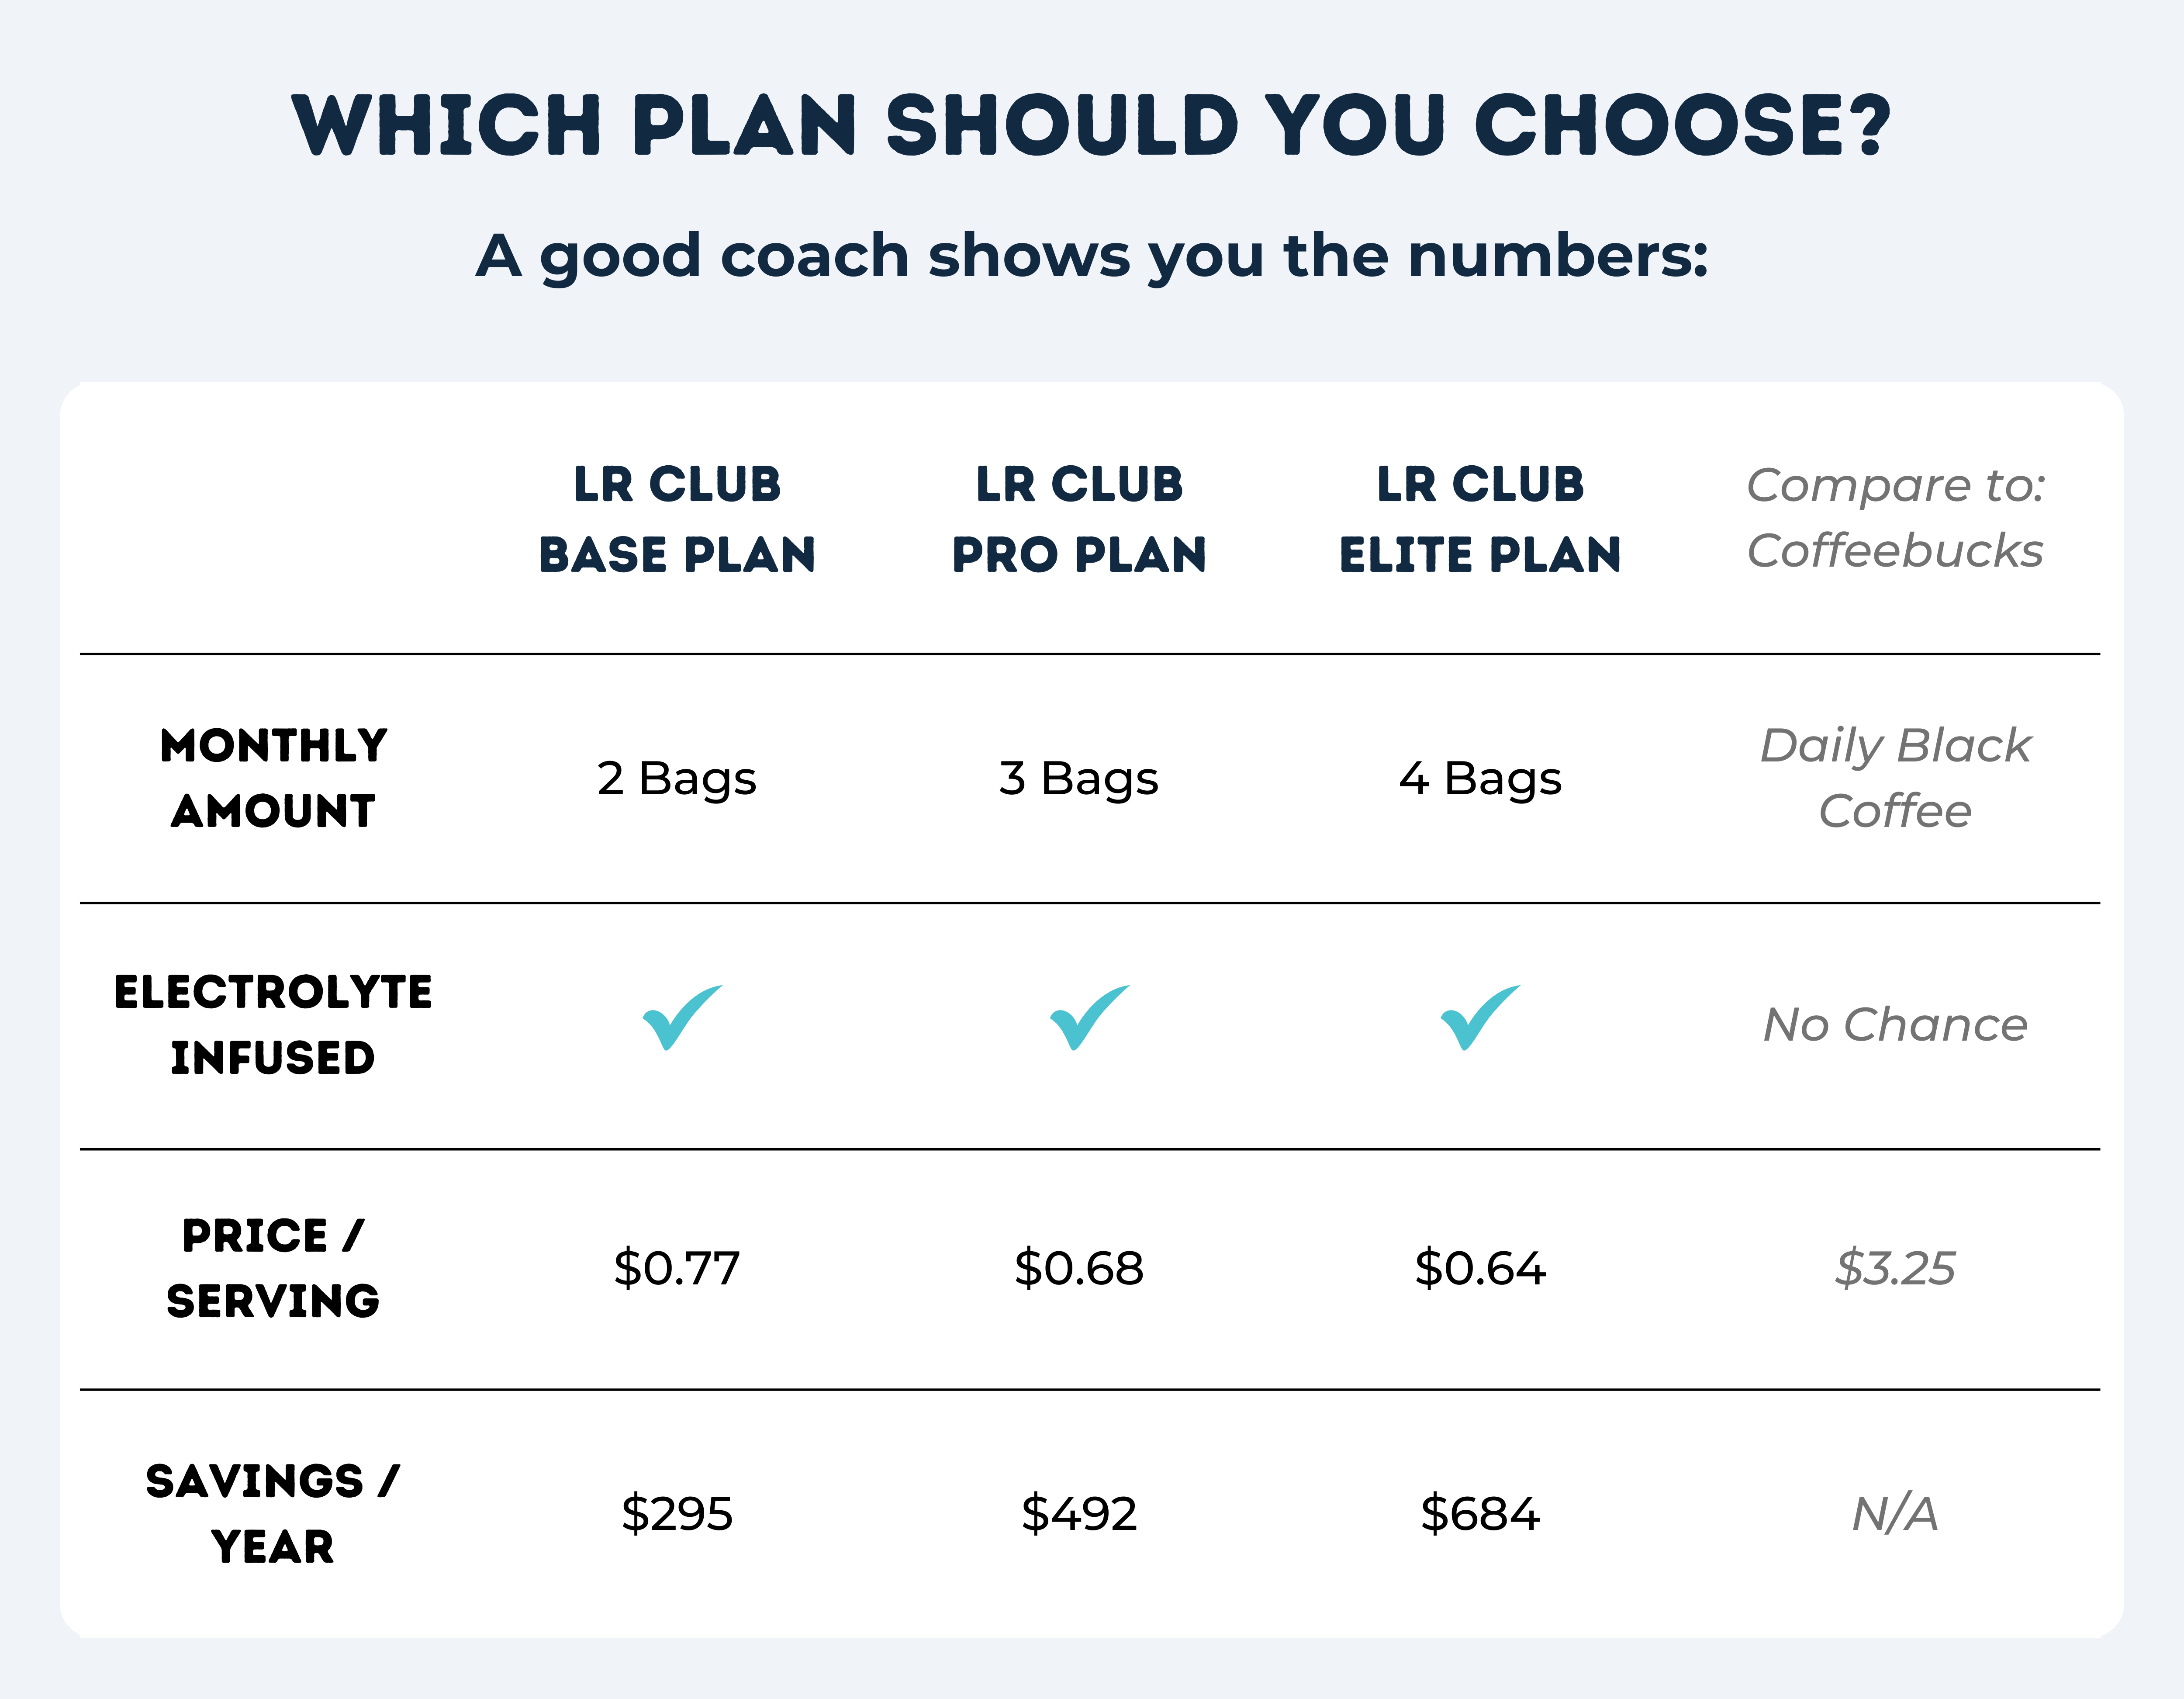 WHICH PLAN SHOULD YOU CHOOSE?
A good coach shows you the numbers:
LR CLUB
BASE PLAN
LR CLUB
PRO PLAN
LR CLUB
ELITE PLAN
Compare to:
Coffeebucks
MONTHLY
AMOUNT
2 Bags
3 Bags
4 Bags
Daily Black
Coffee
ELECTROLYTE
INFUSED
No Chance
PRICE /
SERVING
$0.77
$0.68
$0.64
$3.25
SAVINGS /
YEAR
$295
$492
$684
N/A